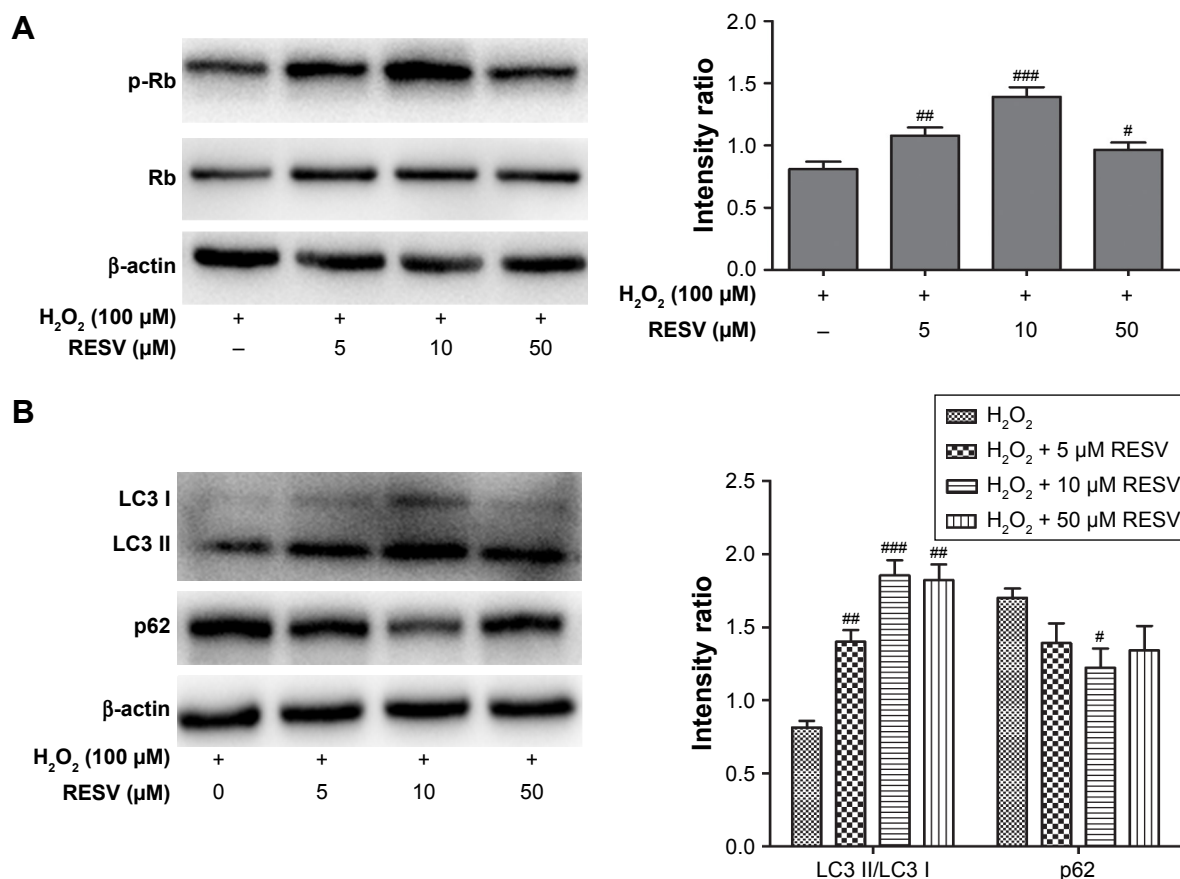 A
p-Rb
Rb
β-actin
H₂O₂ (100 μM) + + + +
RESV (μM) – 5 10 50
Intensity ratio
2.0
1.5
1.0
0.5
0.0
## ### #
H₂O₂ (100 μM) + + + +
RESV (μM) – 5 10 50
B
LC3 I
LC3 II
p62
β-actin
H₂O₂ (100 μM) + + + +
RESV (μM) 0 5 10 50
H₂O₂
H₂O₂ + 5 μM RESV
H₂O₂ + 10 μM RESV
H₂O₂ + 50 μM RESV
Intensity ratio
2.5
2.0
1.5
1.0
0.5
0.0
## ### ## #
LC3 II/LC3 I p62